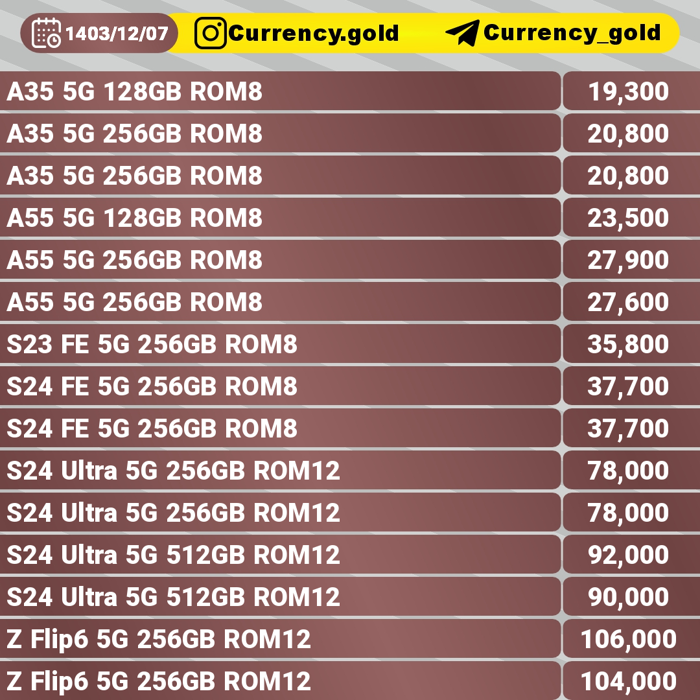 1403/12/07 Currency.gold Currency_gold
A35 5G 128GB ROM8 19,300
A35 5G 256GB ROM8 20,800
A35 5G 256GB ROM8 20,800
A55 5G 128GB ROM8 23,500
A55 5G 256GB ROM8 27,900
A55 5G 256GB ROM8 27,600
S23 FE 5G 256GB ROM8 35,800
S24 FE 5G 256GB ROM8 37,700
S24 FE 5G 256GB ROM8 37,700
S24 Ultra 5G 256GB ROM12 78,000
S24 Ultra 5G 256GB ROM12 78,000
S24 Ultra 5G 512GB ROM12 92,000
S24 Ultra 5G 512GB ROM12 90,000
Z Flip6 5G 256GB ROM12 106,000
Z Flip6 5G 256GB ROM12 104,000